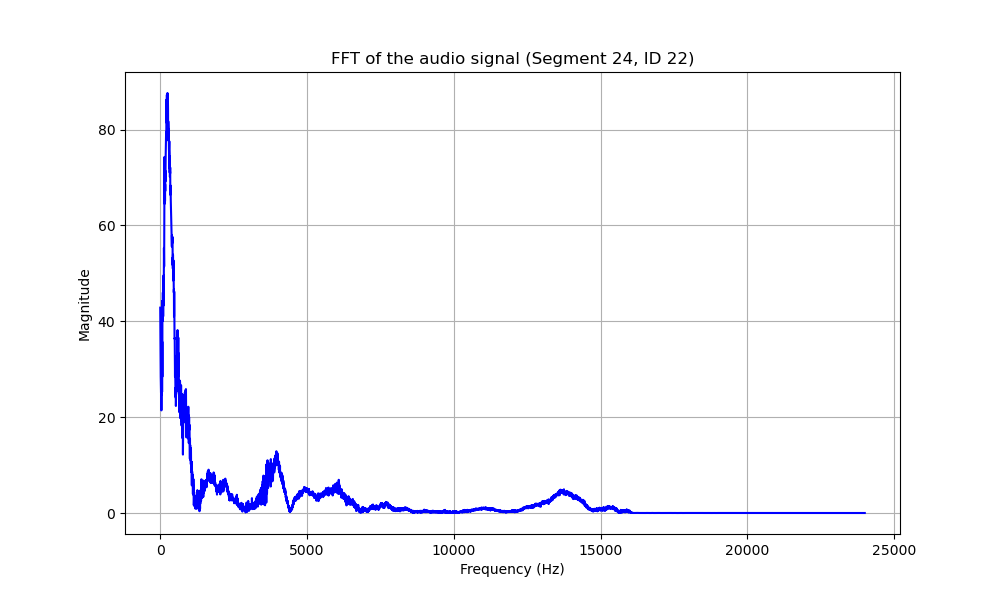 FFT of the audio signal (Segment 24, ID 22)
Magnitude
80
60
40
20
0
0 5000 10000 15000 20000 25000
Frequency (Hz)